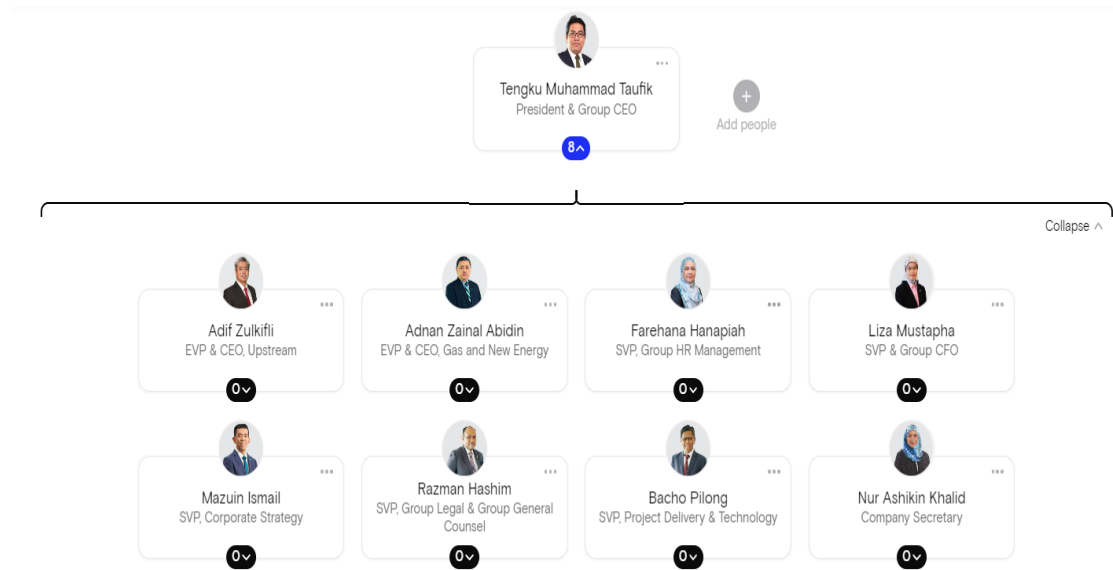 Tengku Muhammad Taufik
President & Group CEO
8
Add people
Collapse
Adif Zulkifli
EVP & CEO, Upstream
0
Adnan Zainal Abidin
EVP & CEO, Gas and New Energy
0
Farehana Hanapiah
SVP, Group HR Management
0
Liza Mustapha
SVP & Group CFO
0
Mazuin Ismail
SVP, Corporate Strategy
0
Razman Hashim
SVP, Group Legal & Group General
Counsel
0
Bacho Pilong
SVP, Project Delivery & Technology
0
Nur Ashikin Khalid
Company Secretary
0